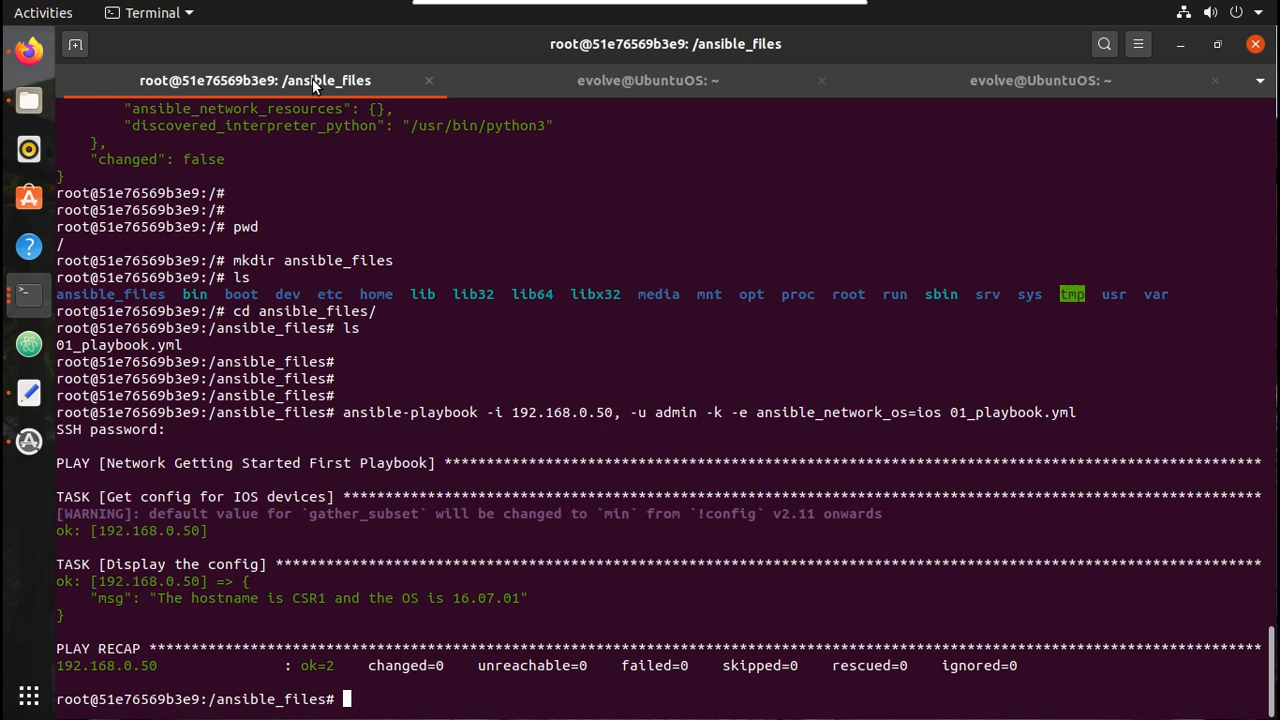 Activities
Terminal
root@51e76569b3e9: /ansible_files
root@51e76569b3e9: /ansible_files
evolve@UbuntuOS: ~
evolve@UbuntuOS: ~
"ansible_network_resources": {},
"discovered_interpreter_python": "/usr/bin/python3"
},
"changed": false
}
root@51e76569b3e9:/#
root@51e76569b3e9:/#
root@51e76569b3e9:/# pwd
/
root@51e76569b3e9:/# mkdir ansible_files
root@51e76569b3e9:/# ls
ansible_files bin boot dev etc home lib lib32 lib64 libx32 media mnt opt proc root run sbin srv sys tmp usr var
root@51e76569b3e9:/# cd ansible_files/
root@51e76569b3e9:/ansible_files# ls
01_playbook.yml
root@51e76569b3e9:/ansible_files#
root@51e76569b3e9:/ansible_files#
root@51e76569b3e9:/ansible_files#
root@51e76569b3e9:/ansible_files# ansible-playbook -i 192.168.0.50, -u admin -k -e ansible_network_os=ios 01_playbook.yml
SSH password:
PLAY [Network Getting Started First Playbook] *************************************************************************************************
TASK [Get config for IOS devices] *************************************************************************************************************
[WARNING]: default value for `gather_subset` will be changed to `min` from `!config` v2.11 onwards
ok: [192.168.0.50]
TASK [Display the config] *********************************************************************************************************************
ok: [192.168.0.50] => {
"msg": "The hostname is CSR1 and the OS is 16.07.01"
}
PLAY RECAP ************************************************************************************************************************************
192.168.0.50 : ok=2 changed=0 unreachable=0 failed=0 skipped=0 rescued=0 ignored=0
root@51e76569b3e9:/ansible_files#